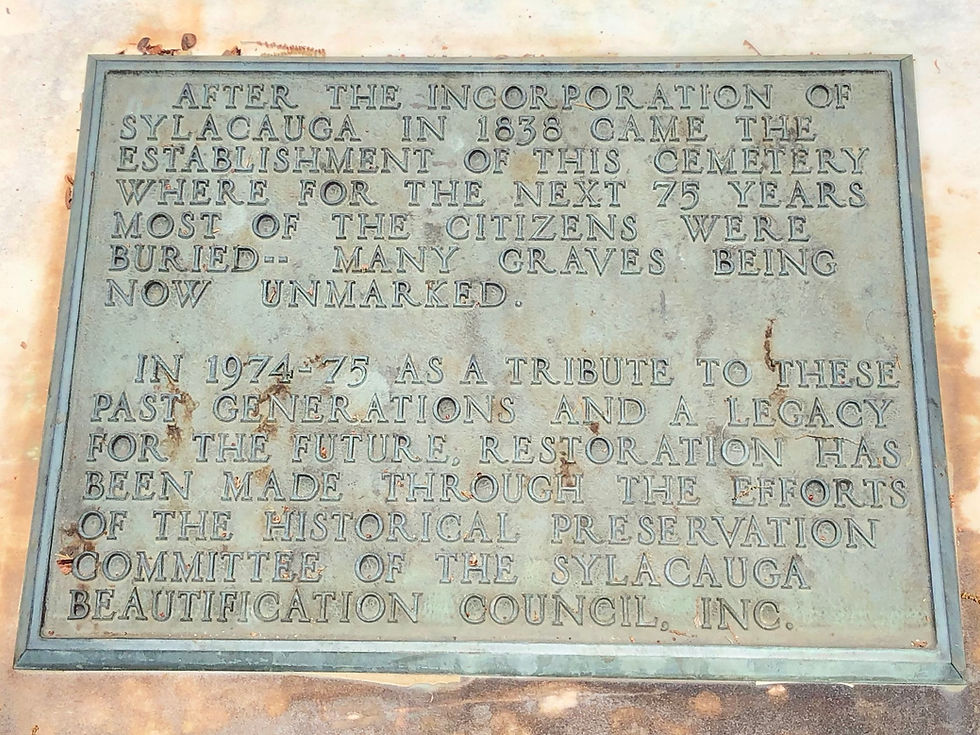 AFTER THE INCORPORATION OF
SYLACAUGA IN 1838 CAME THE
ESTABLISHMENT OF THIS CEMETERY
WHERE FOR THE NEXT 75 YEARS
MOST OF THE CITIZENS WERE
BURIED-- MANY GRAVES BEING
NOW UNMARKED.
IN 1974-75 AS A TRIBUTE TO THESE
PAST GENERATIONS AND A LEGACY
FOR THE FUTURE, RESTORATION HAS
BEEN MADE THROUGH THE EFFORTS
OF THE HISTORICAL PRESERVATION
COMMITTEE OF THE SYLACAUGA
BEAUTIFICATION COUNCIL, INC.